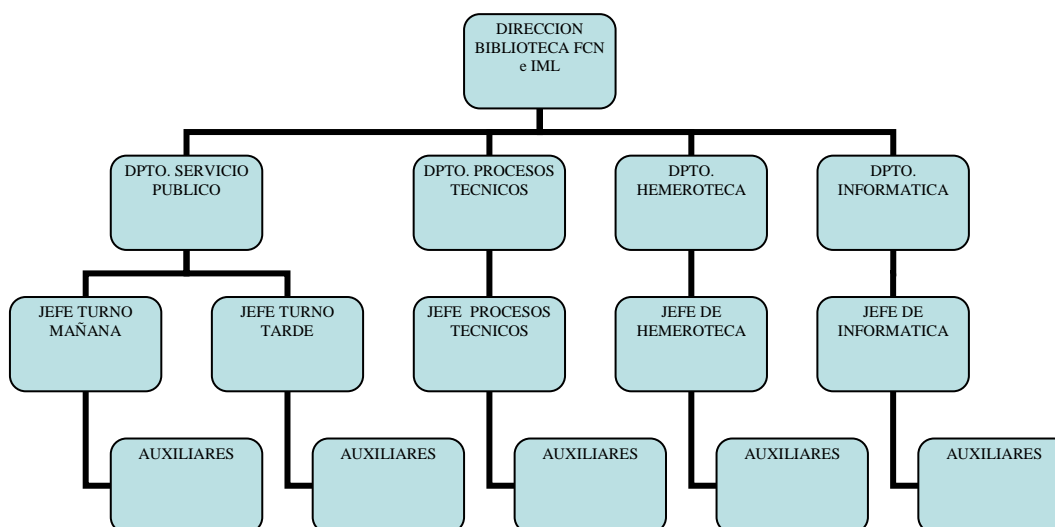 DIRECCION
BIBLIOTECA FCN
e IML
DPTO. SERVICIO
PUBLICO
DPTO. PROCESOS
TECNICOS
DPTO.
HEMEROTECA
DPTO.
INFORMATICA
JEFE TURNO
MAÑANA
JEFE TURNO
TARDE
JEFE PROCESOS
TECNICOS
JEFE DE
HEMEROTECA
JEFE DE
INFORMATICA
AUXILIARES
AUXILIARES
AUXILIARES
AUXILIARES
AUXILIARES